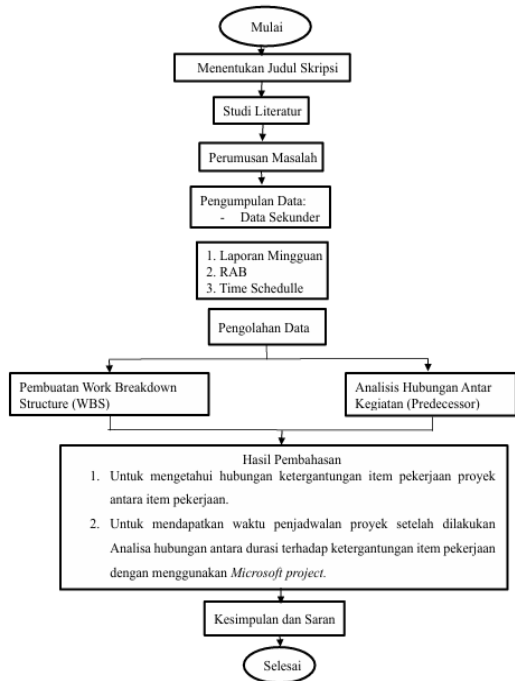 Mulai
Menentukan Judul Skripsi
Studi Literatur
Perumusan Masalah
Pengumpulan Data:
- Data Sekunder
1. Laporan Mingguan
2. RAB
3. Time Schedulle
Pengolahan Data
Pembuatan Work Breakdown
Structure (WBS)
Analisis Hubungan Antar
Kegiatan (Predecessor)
Hasil Pembahasan
1. Untuk mengetahui hubungan ketergantungan item pekerjaan proyek
antara item pekerjaan.
2. Untuk mendapatkan waktu penjadwalan proyek setelah dilakukan
Analisa hubungan antara durasi terhadap ketergantungan item pekerjaan
dengan menggunakan Microsoft project.
Kesimpulan dan Saran
Selesai